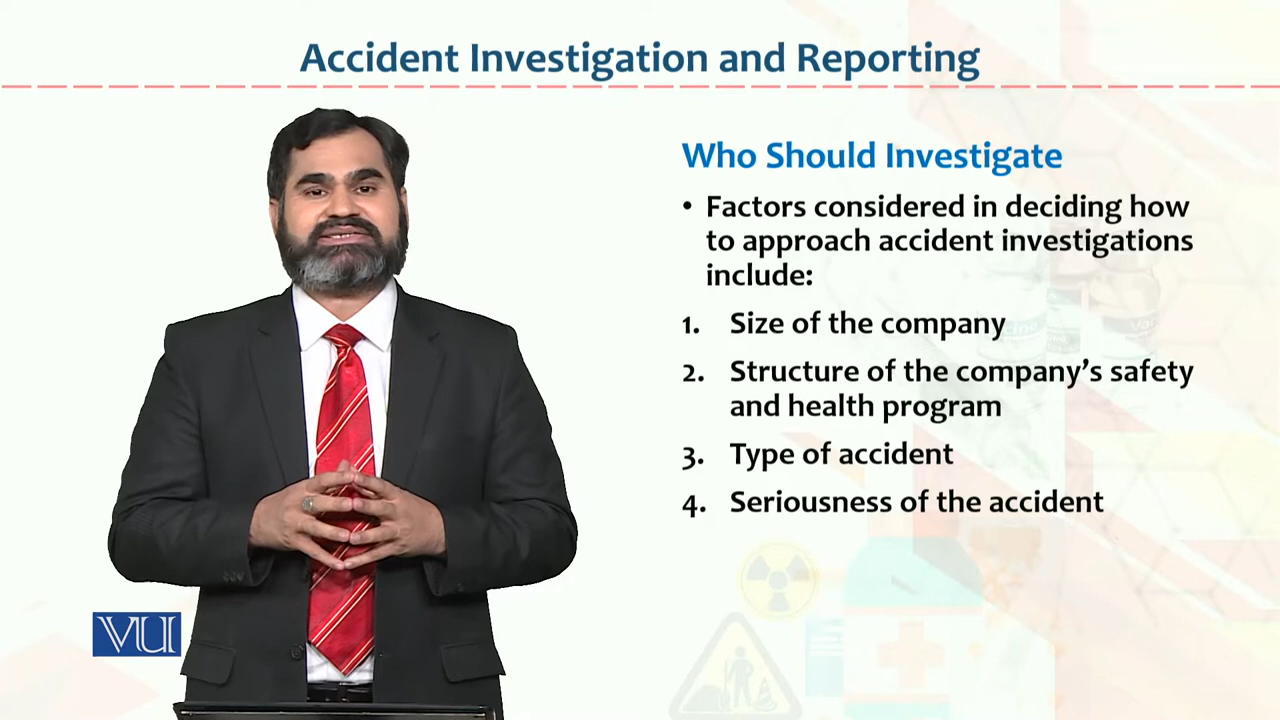 Accident Investigation and Reporting
Who Should Investigate
• Factors considered in deciding how
to approach accident investigations
include:
1. Size of the company
2. Structure of the company’s safety
and health program
3. Type of accident
4. Seriousness of the accident
VU